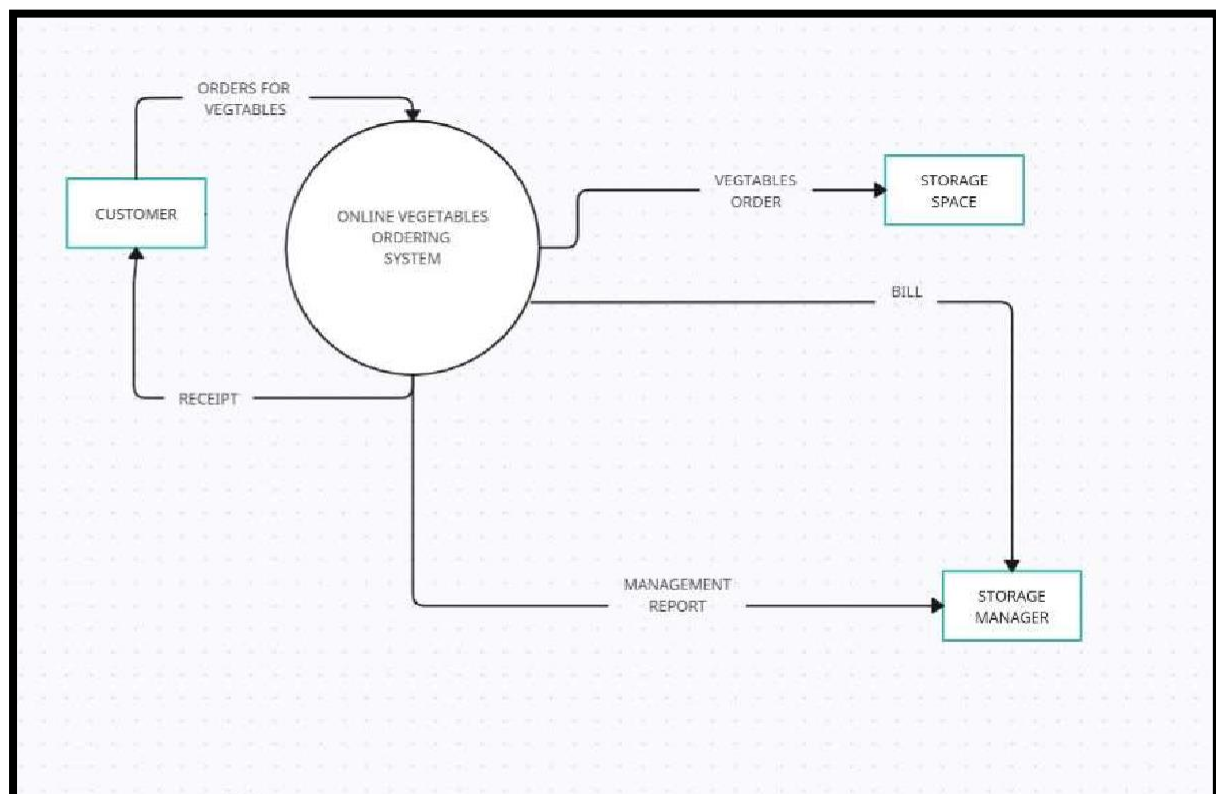 ORDERS FOR
VEGTABLES
CUSTOMER
ONLINE VEGETABLES
ORDERING
SYSTEM
VEGTABLES
ORDER
STORAGE
SPACE
BILL
RECEIPT
MANAGEMENT
REPORT
STORAGE
MANAGER